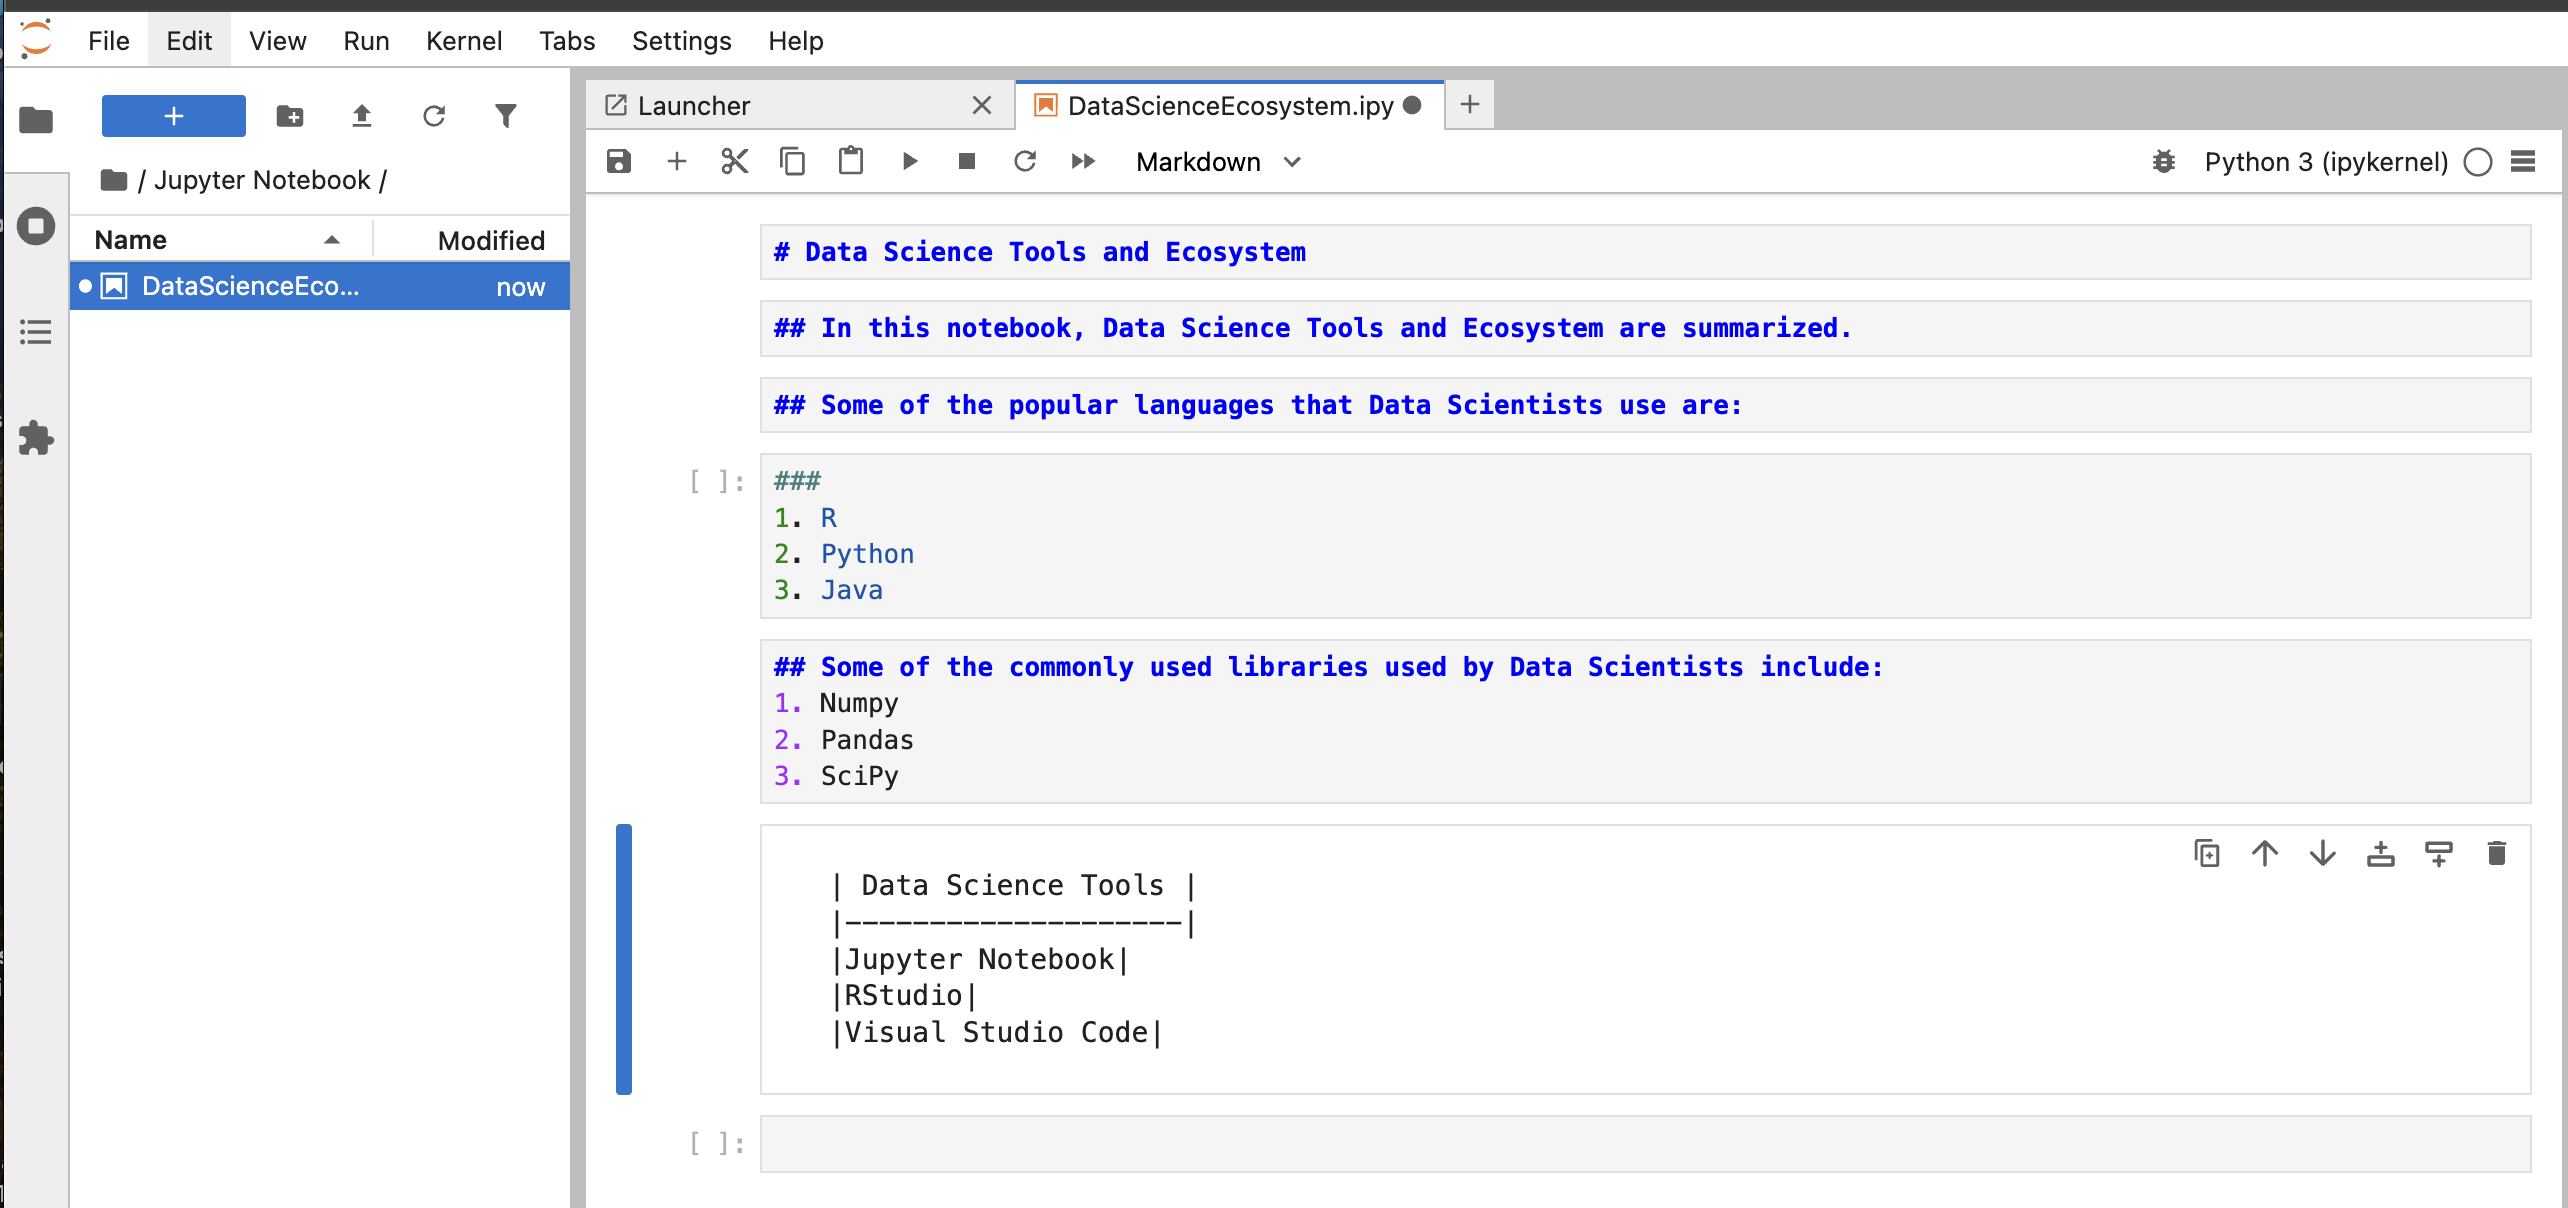 File Edit View Run Kernel Tabs Settings Help
Launcher
DataScienceEcosystem.ipy
/ Jupyter Notebook /
Markdown
Python 3 (ipykernel)
Name Modified
DataScienceEco... now
# Data Science Tools and Ecosystem
## In this notebook, Data Science Tools and Ecosystem are summarized.
## Some of the popular languages that Data Scientists use are:
[ ]: ###
1. R
2. Python
3. Java
## Some of the commonly used libraries used by Data Scientists include:
1. Numpy
2. Pandas
3. SciPy
| Data Science Tools |
|--------------------|
|Jupyter Notebook|
|RStudio|
|Visual Studio Code|
[ ]: